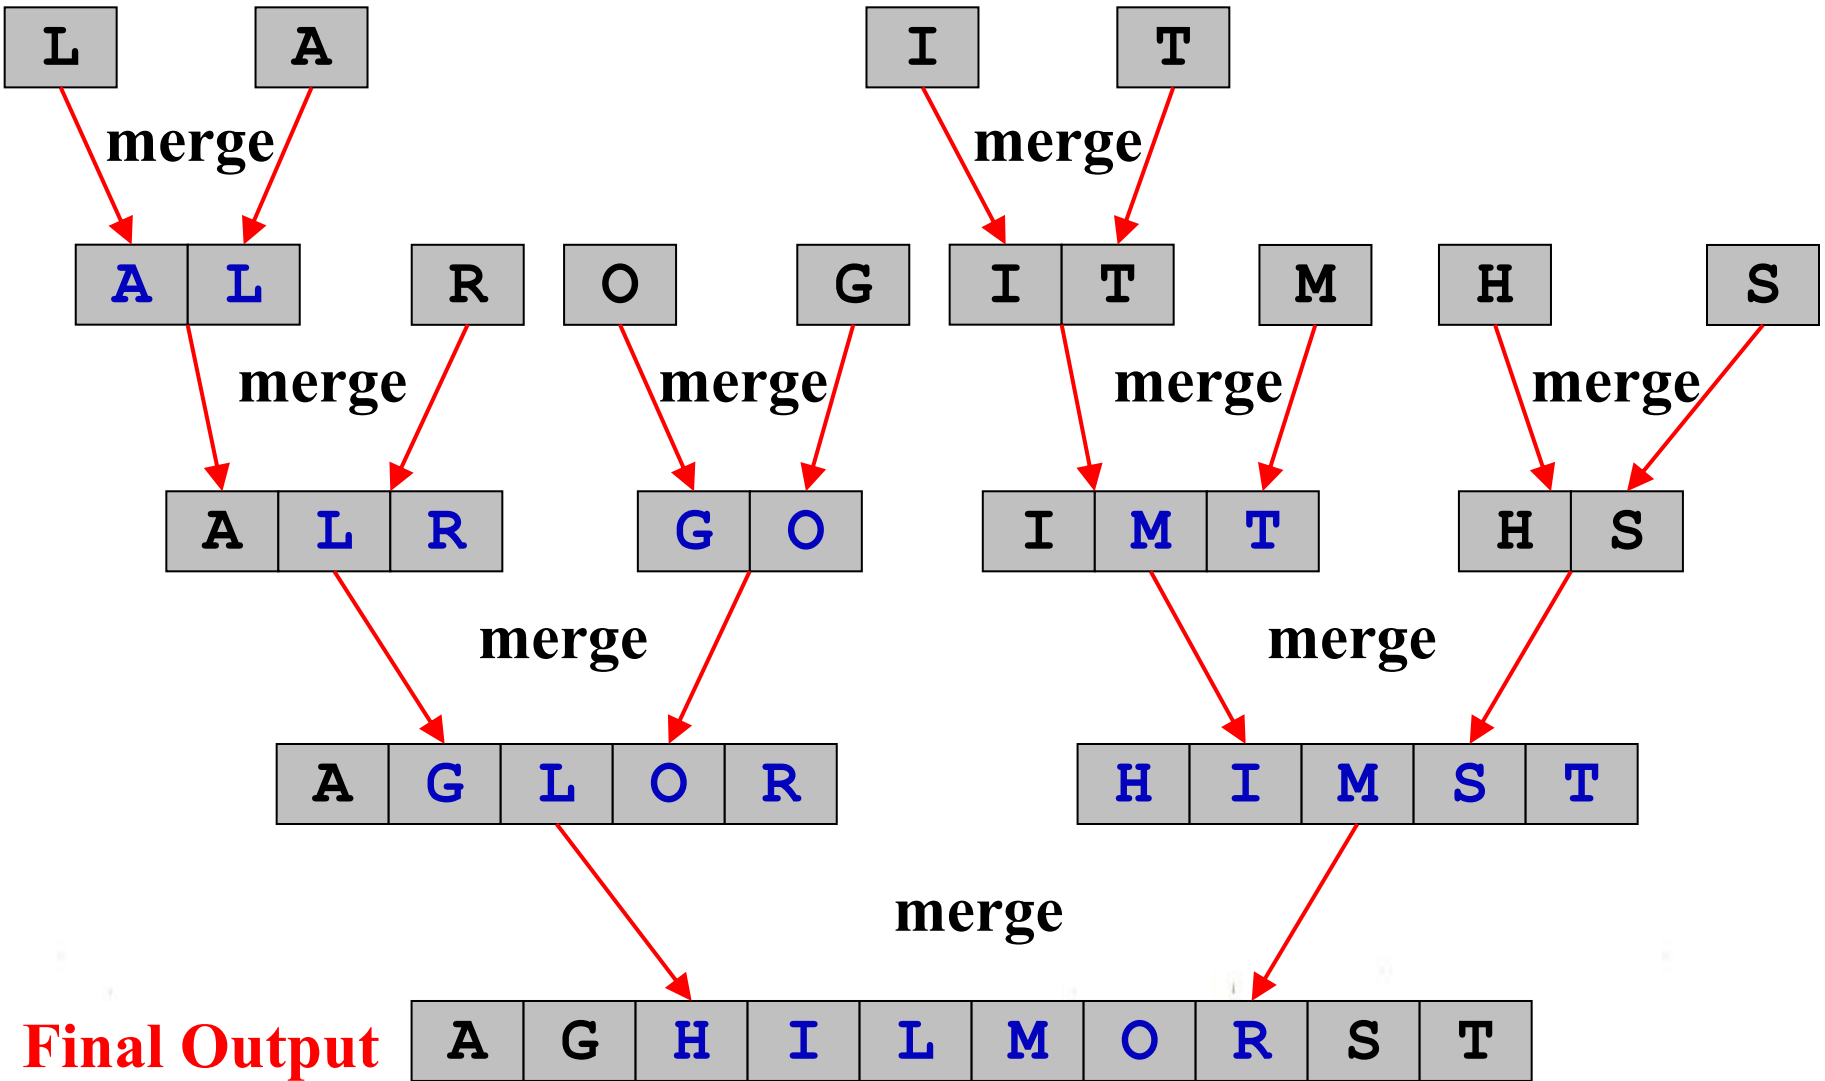 L A I T
merge merge
A L R O G I T M H S
merge merge merge merge
A L R G O I M T H S
merge merge
A G L O R H I M S T
merge
Final Output A G H I L M O R S T